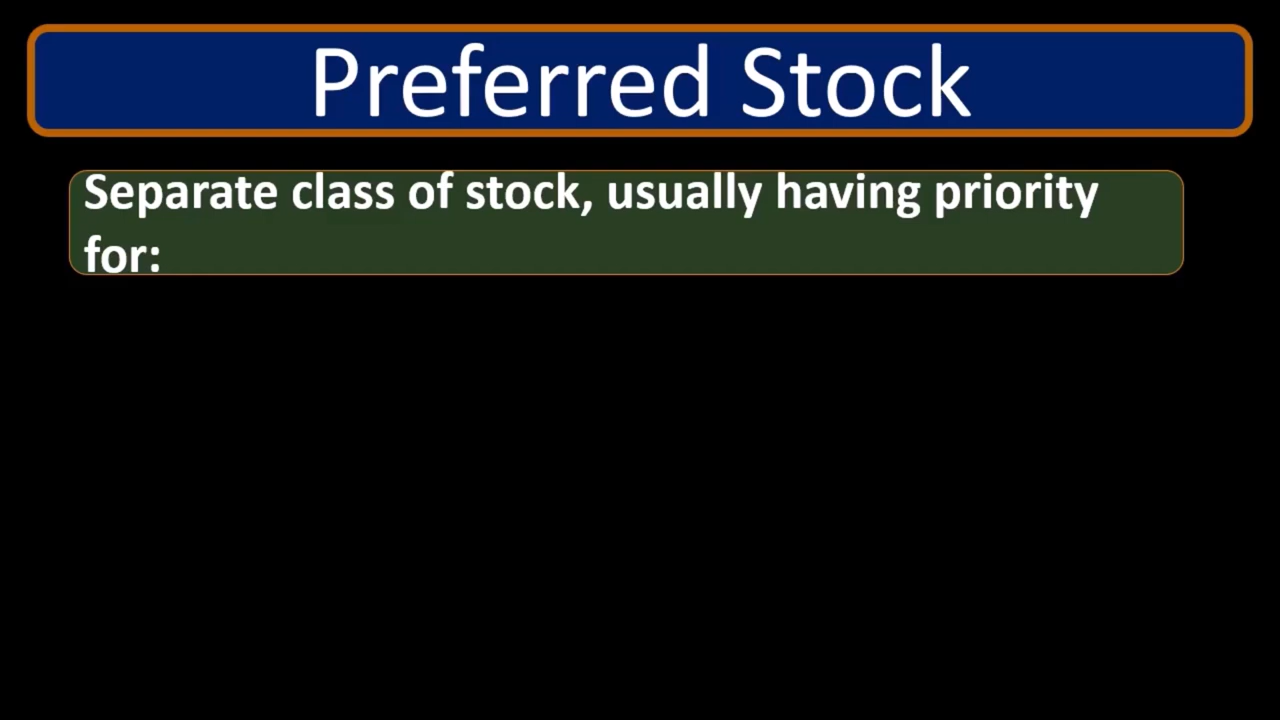 Preferred Stock
Separate class of stock, usually having priority
for: